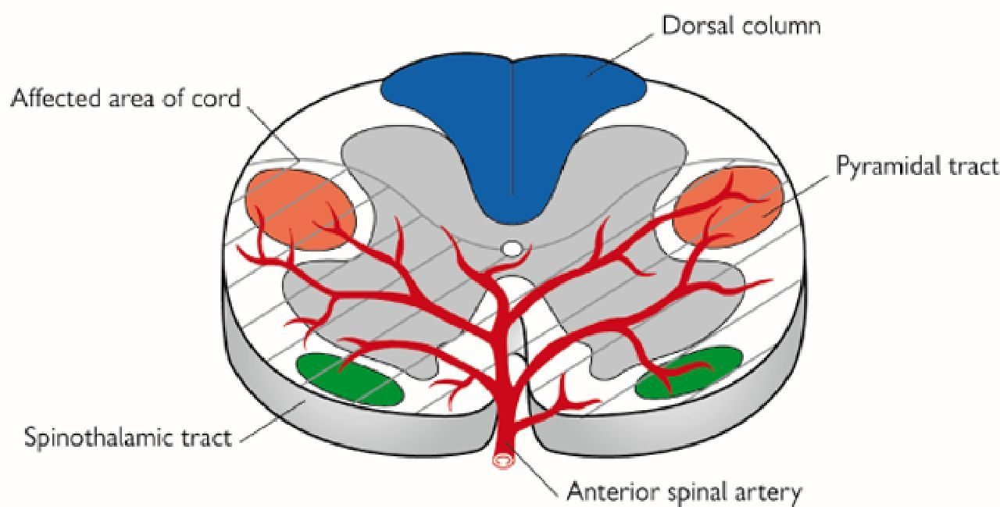 Dorsal column
Affected area of cord
Pyramidal tract
Spinothalamic tract
Anterior spinal artery